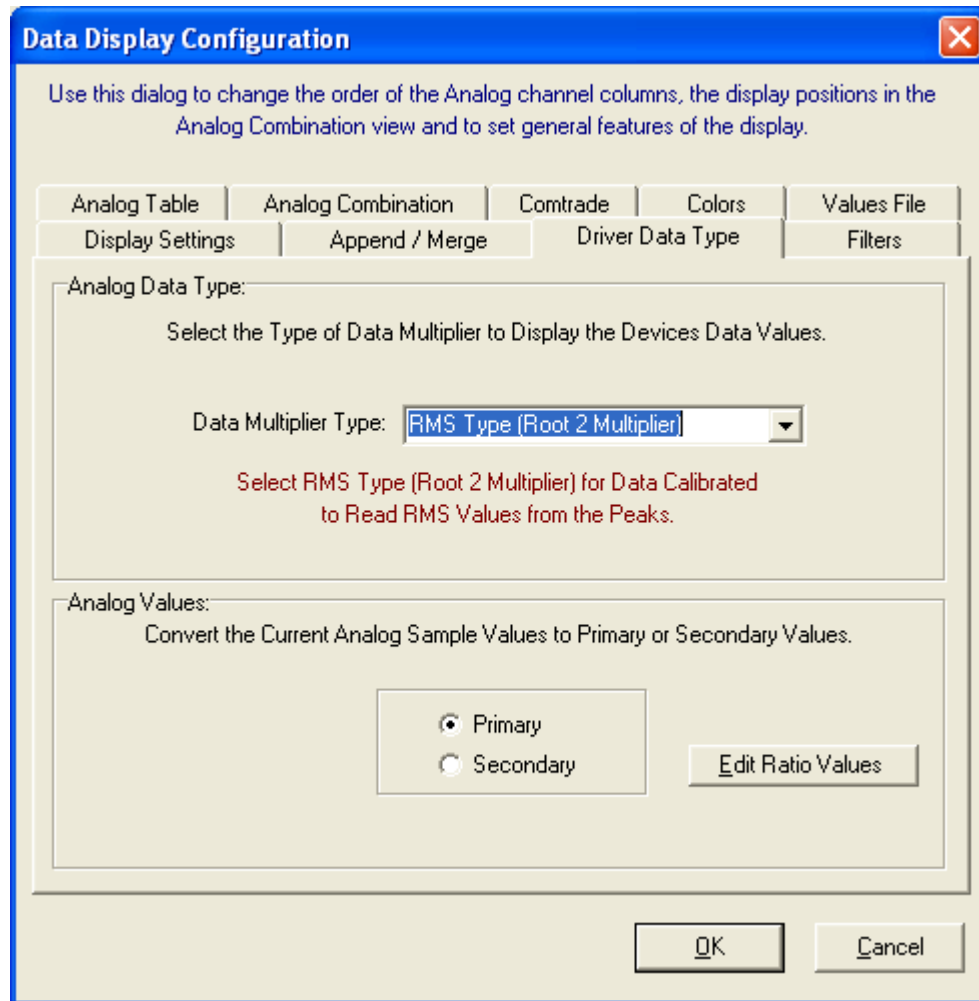 Data Display Configuration
Use this dialog to change the order of the Analog channel columns, the display positions in the
Analog Combination view and to set general features of the display.
Analog Table
Analog Combination
Comtrade
Colors
Values File
Display Settings
Append / Merge
Driver Data Type
Filters
Analog Data Type:
Select the Type of Data Multiplier to Display the Devices Data Values.
Data Multiplier Type: RMS Type (Root 2 Multiplier)
Select RMS Type (Root 2 Multiplier) for Data Calibrated
to Read RMS Values from the Peaks.
Analog Values:
Convert the Current Analog Sample Values to Primary or Secondary Values.
Primary
Secondary
Edit Ratio Values
OK
Cancel